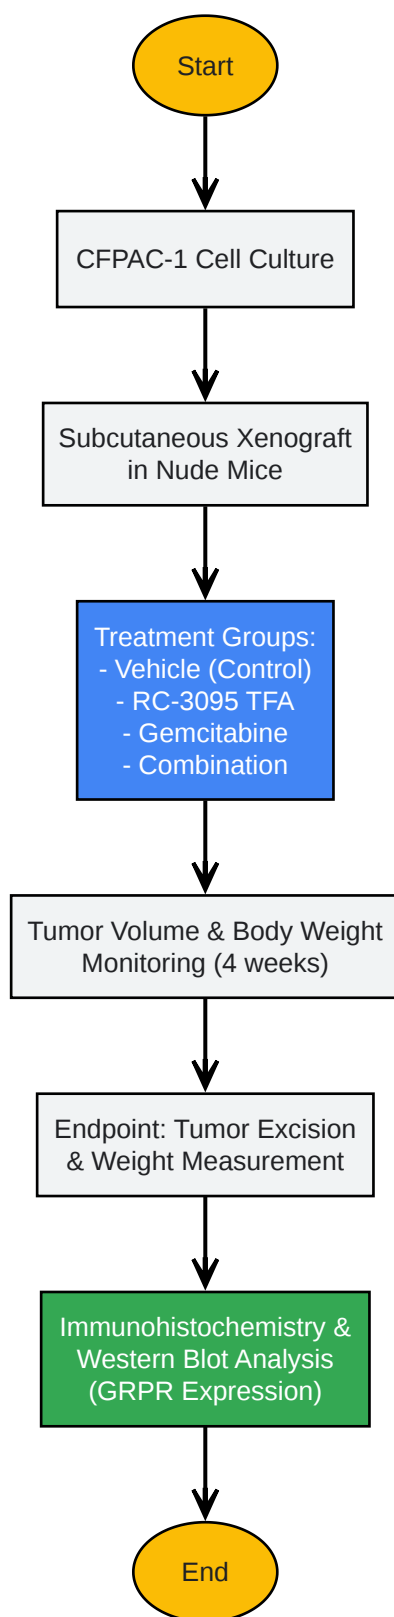 Start
CFPAC-1 Cell Culture
Subcutaneous Xenograft
in Nude Mice
Treatment Groups:
- Vehicle (Control)
- RC-3095 TFA
- Gemcitabine
- Combination
Tumor Volume & Body Weight
Monitoring (4 weeks)
Endpoint: Tumor Excision
& Weight Measurement
Immunohistochemistry &
Western Blot Analysis
(GRPR Expression)
End